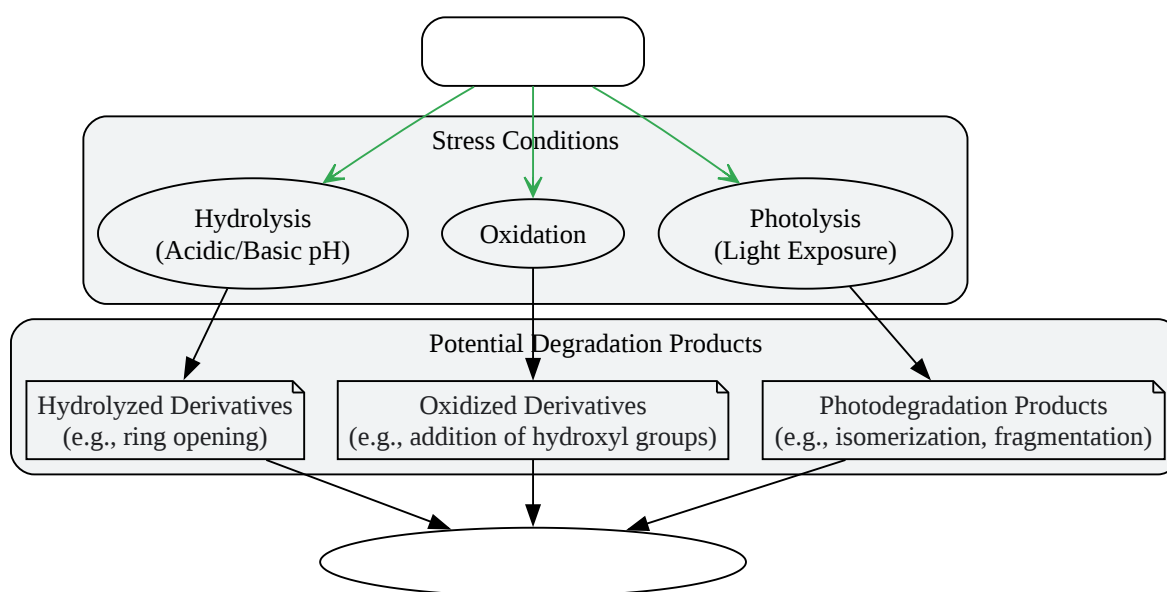 Stress Conditions
Hydrolysis
(Acidic/Basic pH)
Oxidation
Photolysis
(Light Exposure)
Potential Degradation Products
Hydrolyzed Derivatives
(e.g., ring opening)
Oxidized Derivatives
(e.g., addition of hydroxyl groups)
Photodegradation Products
(e.g., isomerization, fragmentation)